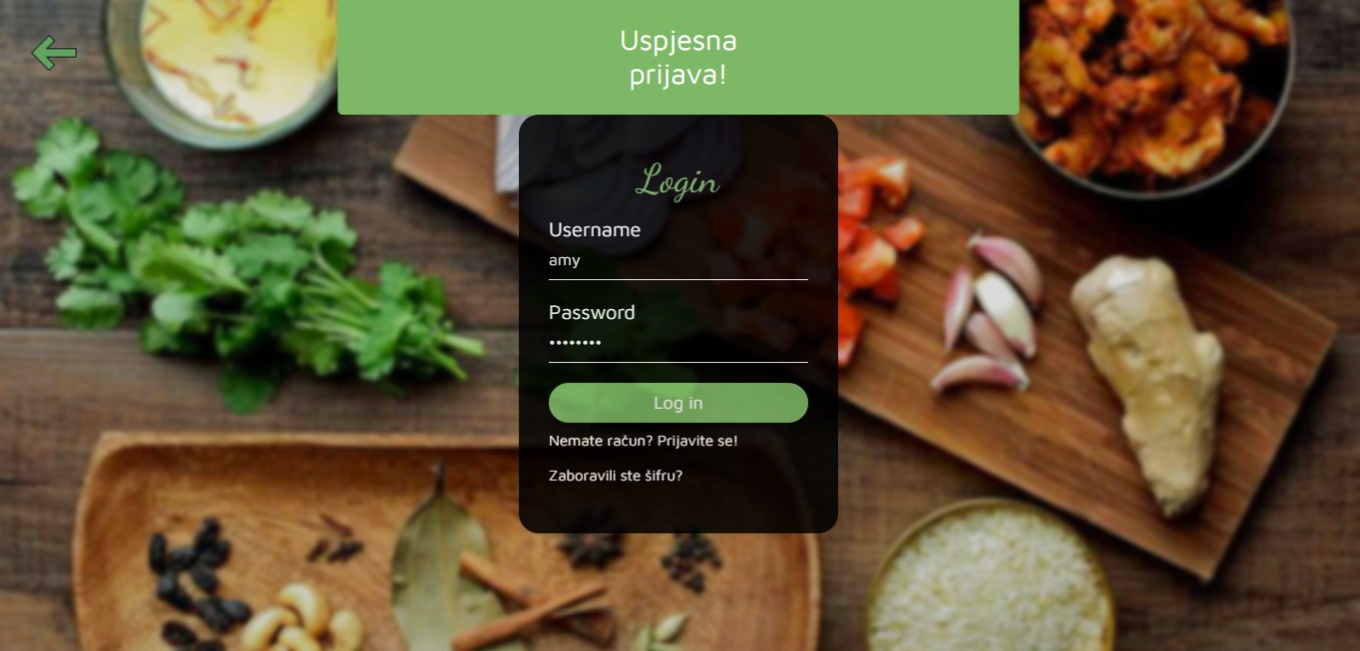 Uspjesna
prijava!
Login
Username
amy
Password
••••••••
Log in
Nemate račun? Prijavite se!
Zaboravili ste šifru?